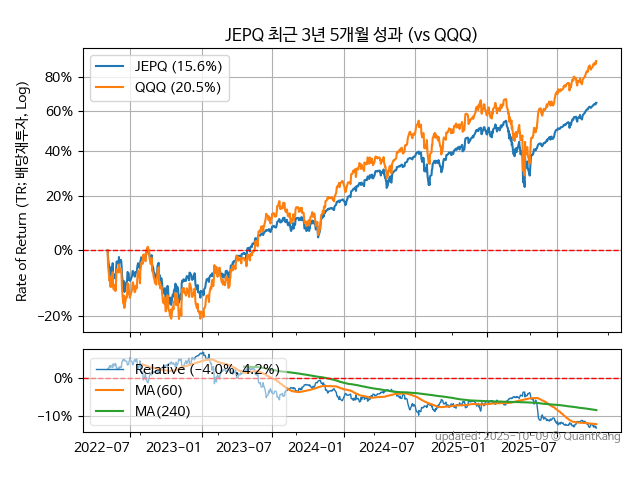 JEPQ 최근 3년 5개월 성과 (vs QQQ)
Rate of Return (TR: 배당재투자, Log)
80%
60%
40%
20%
0%
−20%
JEPQ (15.6%)
QQQ (20.5%)
0%
−10%
Relative (−4.0%, 4.2%)
MA(60)
MA(240)
2022-07
2023-01
2023-07
2024-01
2024-07
2025-01
2025-07
updated: 2025-10-09 © QuantKang